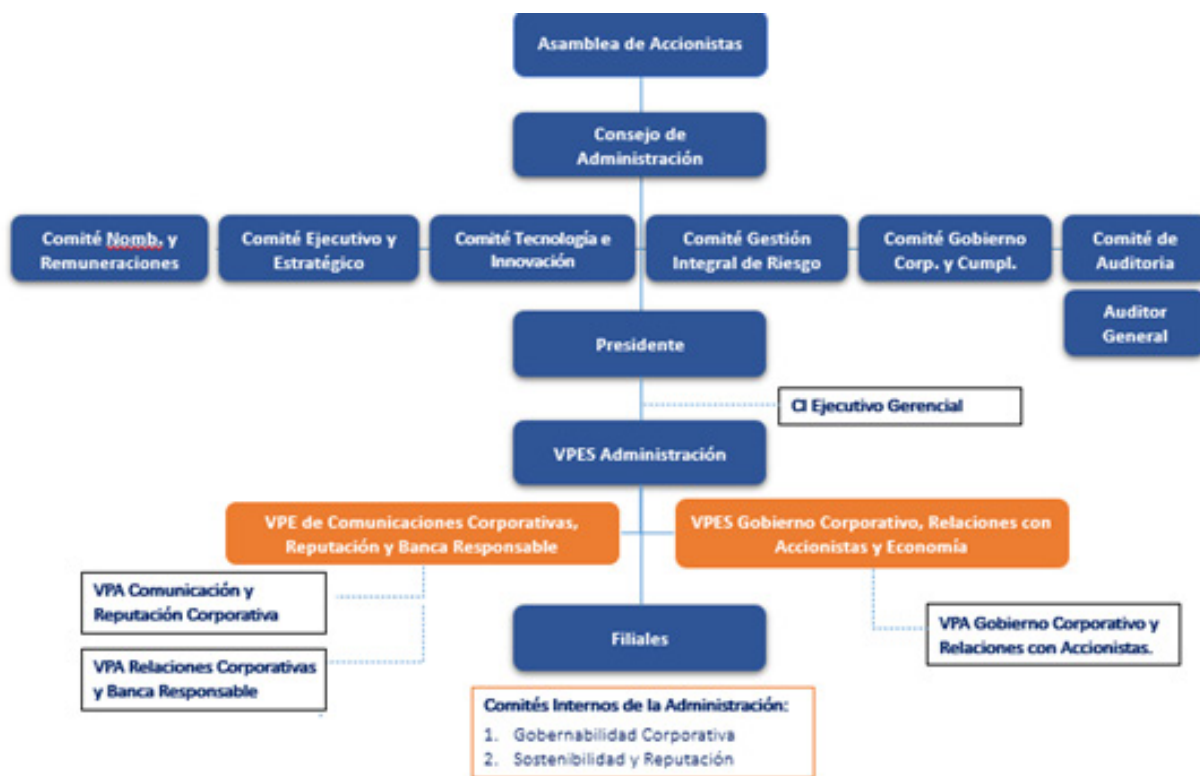 Asamblea de Accionistas
Consejo de
Administración
Comité Nomb. y
Remuneraciones
Comité Ejecutivo y
Estratégico
Comité Tecnología e
Innovación
Comité Gestión
Integral de Riesgo
Comité Gobierno
Corp. y Cumpl.
Comité de
Auditoria
Auditor
General
Presidente
CI Ejecutivo Gerencial
VPES Administración
VPE de Comunicaciones Corporativas,
Reputación y Banca Responsable
VPES Gobierno Corporativo, Relaciones con
Accionistas y Economía
VPA Comunicación y
Reputación Corporativa
VPA Relaciones Corporativas
y Banca Responsable
Filiales
VPA Gobierno Corporativo y
Relaciones con Accionistas.
Comités Internos de la Administración:
1. Gobernabilidad Corporativa
2. Sostenibilidad y Reputación